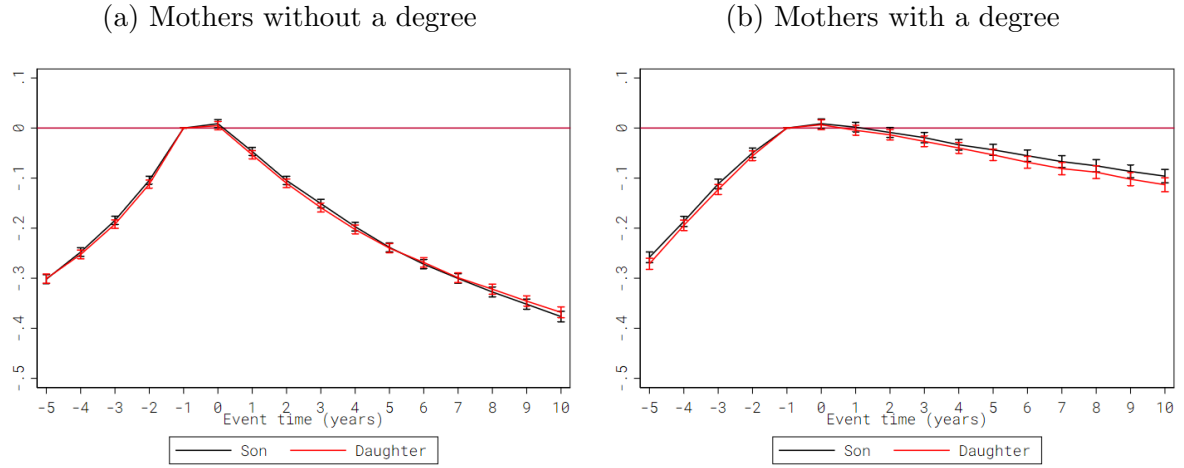 (a) Mothers without a degree
.1
0
-.1
-.2
-.3
-.4
-.5
-5 -4 -3 -2 -1 0 1 2 3 4 5 6 7 8 9 10
Event time (years)
Son Daughter
(b) Mothers with a degree
.1
0
-.1
-.2
-.3
-.4
-.5
-5 -4 -3 -2 -1 0 1 2 3 4 5 6 7 8 9 10
Event time (years)
Son Daughter